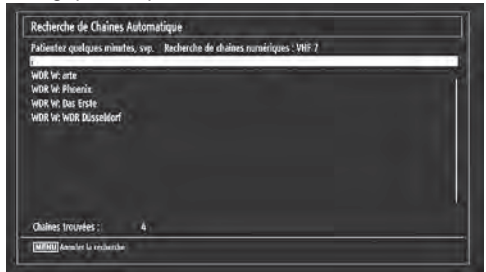 Recherche de Chaînes Automatique
Patientez quelques minutes, svp. Recherche de chaînes numériques : VHF 7
WDR W: arte
WDR W: Phoenix
WDR W: Das Erste
WDR W: WDR Düsseldorf
Chaînes trouvées : 4
MENU Annuler la recherche